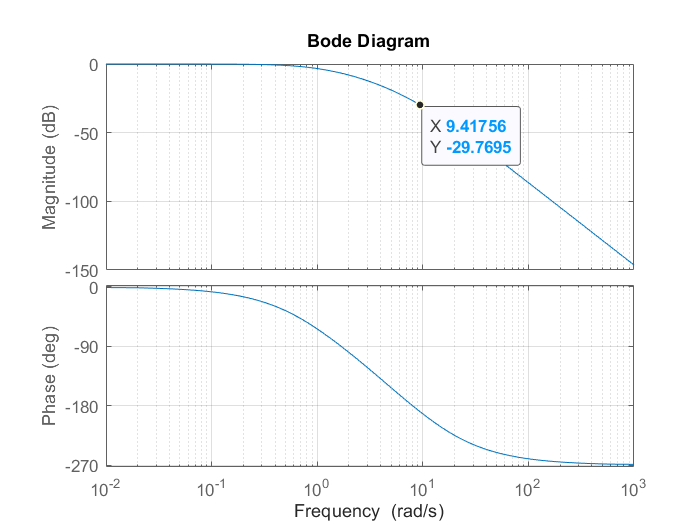 Bode Diagram
Magnitude (dB)
0
-50
-100
-150
X 9.41756
Y -29.7695
Phase (deg)
0
-90
-180
-270
10^-2 10^-1 10^0 10^1 10^2 10^3
Frequency (rad/s)